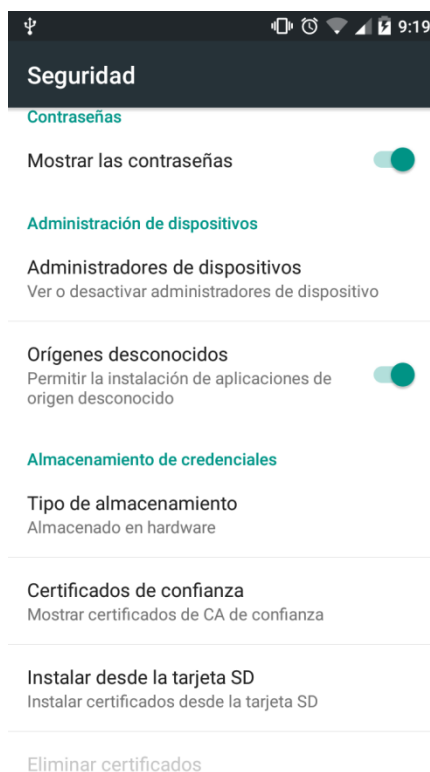 9:19
Seguridad
Contraseñas
Mostrar las contraseñas
Administración de dispositivos
Administradores de dispositivos
Ver o desactivar administradores de dispositivo
Orígenes desconocidos
Permitir la instalación de aplicaciones de
origen desconocido
Almacenamiento de credenciales
Tipo de almacenamiento
Almacenado en hardware
Certificados de confianza
Mostrar certificados de CA de confianza
Instalar desde la tarjeta SD
Instalar certificados desde la tarjeta SD
Eliminar certificados